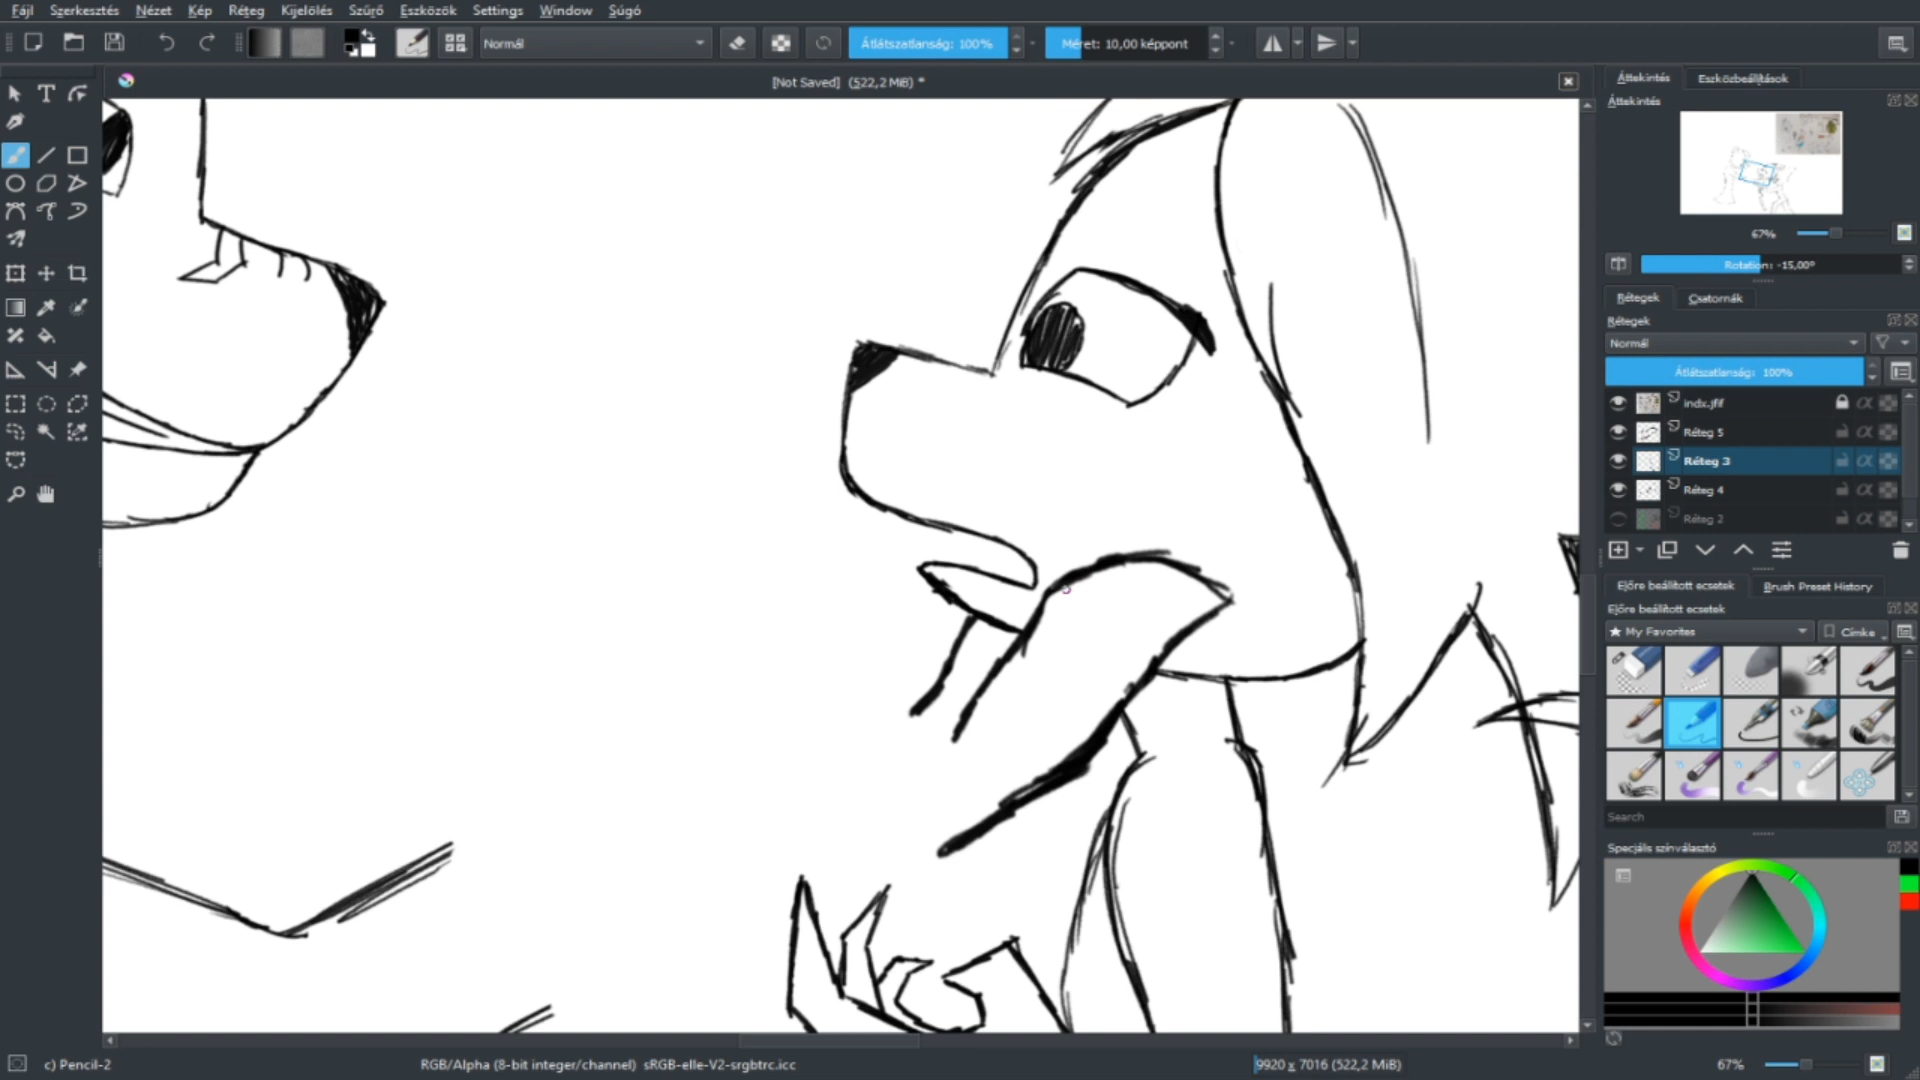 Fájl Szerkesztés Nézet Kép Réteg Kijelölés Szűrő Eszközök Settings Window Súgó
Normál
Átlátszatlanság: 100%
Méret: 10,00 képpont
[Not Saved] (522,2 MiB) *
Áttekintés Eszközbeállítások
Áttekintés
67%
Rotation: -15,00°
Rétegek Csatornák
Rétegek
Normál
Átlátszatlanság: 100%
indx.jfif
Réteg 5
Réteg 3
Réteg 4
Réteg 2
Előre beállított ecsetek Brush Preset History
Előre beállított ecsetek
★ My Favorites Címke
Search
Speciális színválasztó
c) Pencil-2
RGB/Alpha (8-bit integer/channel) sRGB-elle-V2-srgbtrc.icc
9920 x 7016 (522,2 MiB)
67%